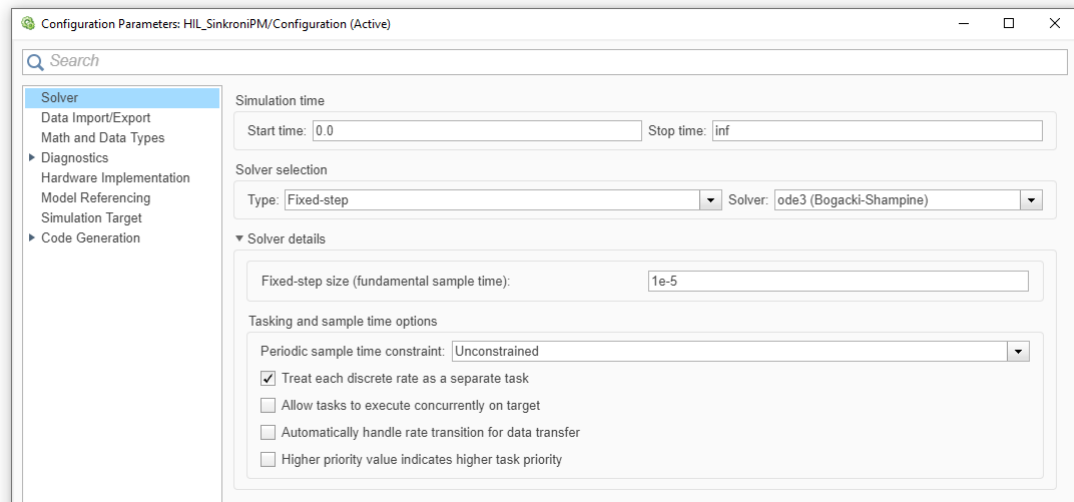 Configuration Parameters: HIL_SinkroniPM/Configuration (Active)
Search
Solver
Data Import/Export
Math and Data Types
Diagnostics
Hardware Implementation
Model Referencing
Simulation Target
Code Generation
Simulation time
Start time: 0.0 Stop time: inf
Solver selection
Type: Fixed-step Solver: ode3 (Bogacki-Shampine)
Solver details
Fixed-step size (fundamental sample time): 1e-5
Tasking and sample time options
Periodic sample time constraint: Unconstrained
Treat each discrete rate as a separate task
Allow tasks to execute concurrently on target
Automatically handle rate transition for data transfer
Higher priority value indicates higher task priority